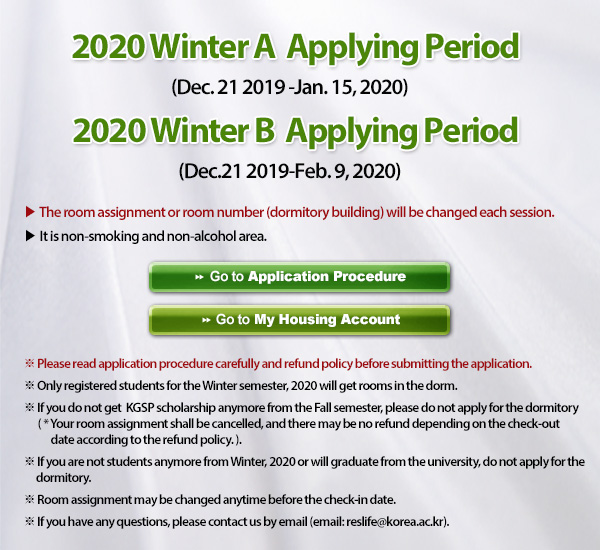 2020 Winter A Applying Period
(Dec. 21 2019 -Jan. 15, 2020)
2020 Winter B Applying Period
(Dec.21 2019-Feb. 9, 2020)
▶ The room assignment or room number (dormitory building) will be changed each session.
▶ It is non-smoking and non-alcohol area.
Go to Application Procedure
Go to My Housing Account
※ Please read application procedure carefully and refund policy before submitting the application.
※ Only registered students for the Winter semester, 2020 will get rooms in the dorm.
※ If you do not get KGSP scholarship anymore from the Fall semester, please do not apply for the dormitory
( * Your room assignment shall be cancelled, and there may be no refund depending on the check-out
date according to the refund policy. ).
※ If you are not students anymore from Winter, 2020 or will graduate from the university, do not apply for the
dormitory.
※ Room assignment may be changed anytime before the check-in date.
※ If you have any questions, please contact us by email (email: reslife@korea.ac.kr).